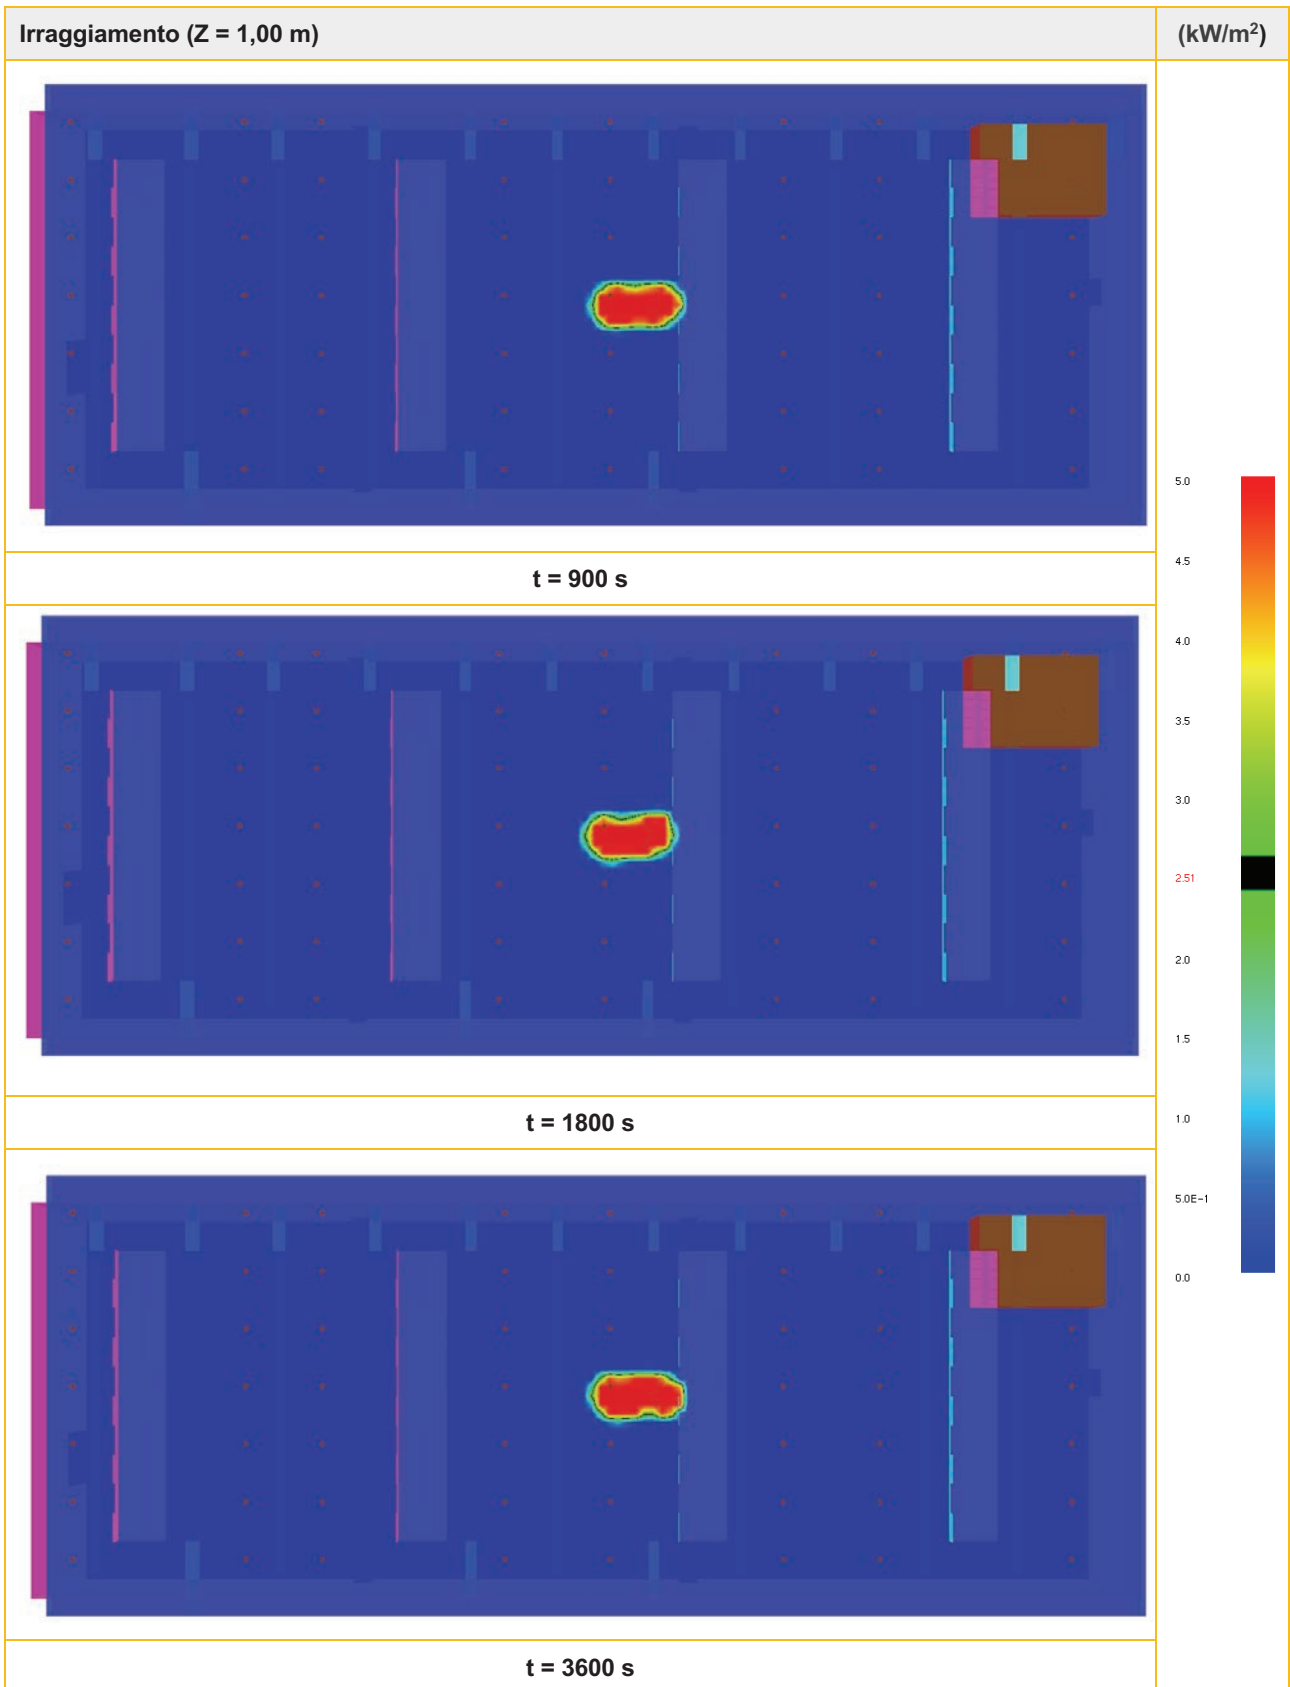 Irraggiamento (Z = 1,00 m)
(kW/m²)
t = 900 s
5.0
4.5
4.0
3.5
3.0
2.51
2.0
1.5
1.0
5.0E-1
0.0
t = 1800 s
t = 3600 s